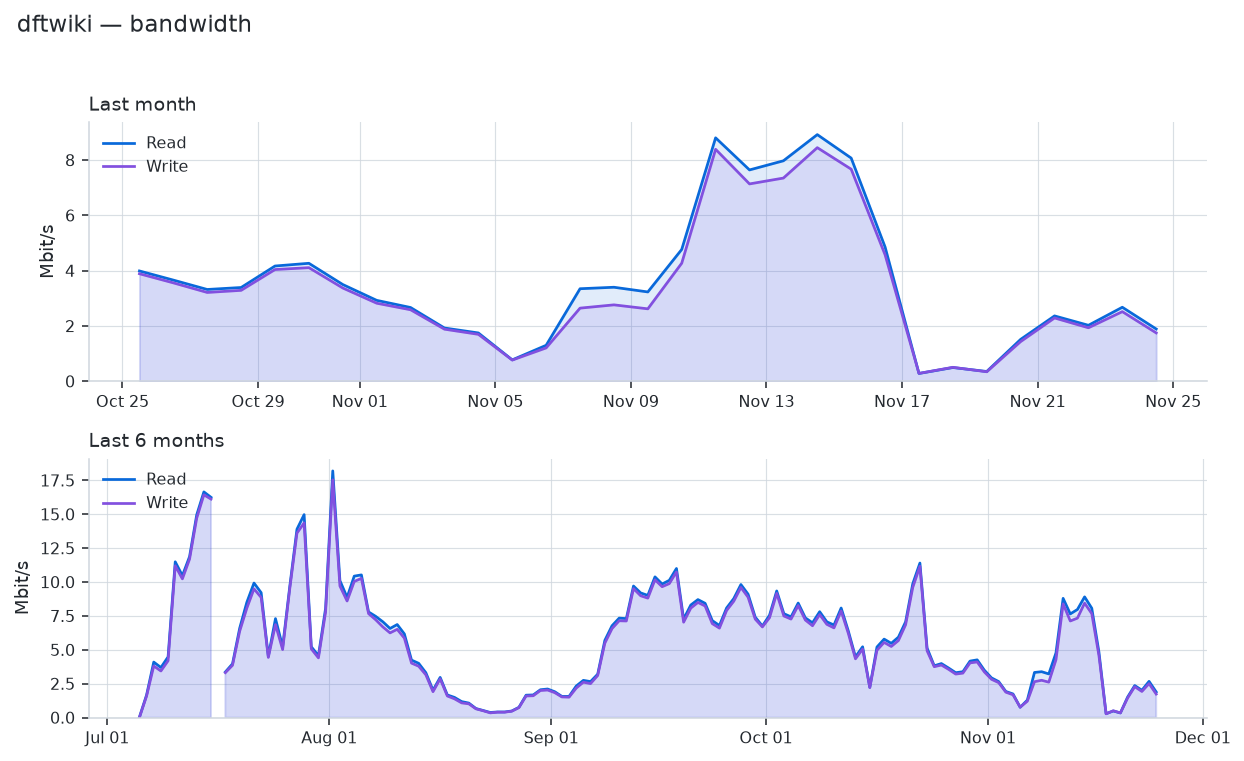 dftwiki — bandwidth
Last month
Read
Write
Mbit/s
8
6
4
2
0
Oct 25 Oct 29 Nov 01 Nov 05 Nov 09 Nov 13 Nov 17 Nov 21 Nov 25
Last 6 months
Read
Write
Mbit/s
17.5
15.0
12.5
10.0
7.5
5.0
2.5
0.0
Jul 01 Aug 01 Sep 01 Oct 01 Nov 01 Dec 01